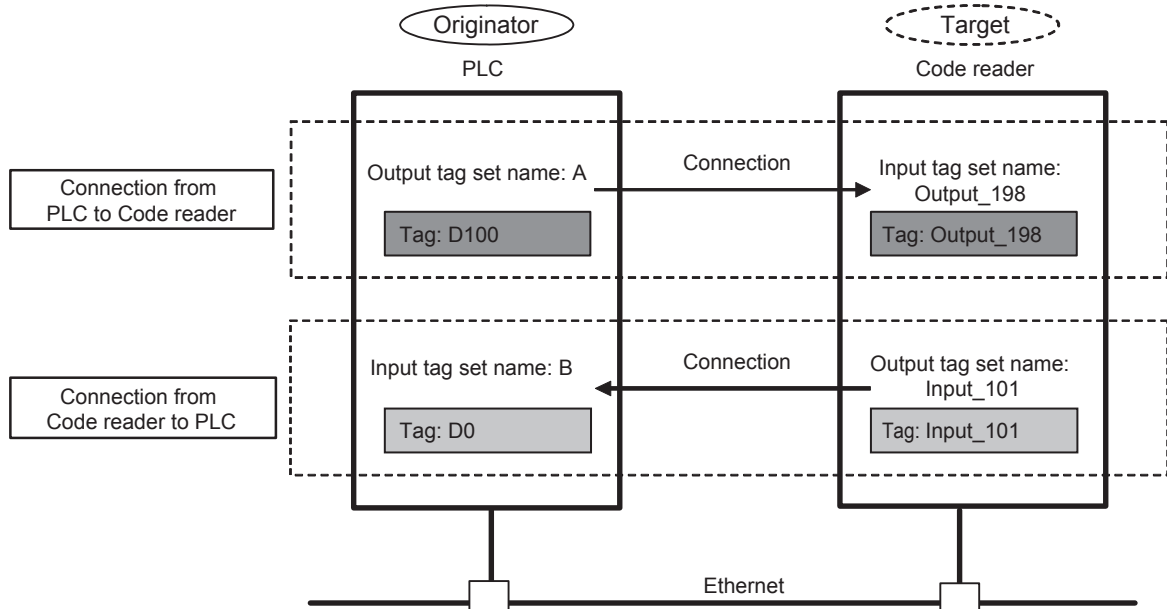 Originator
Target
PLC
Code reader
Connection from
PLC to Code reader
Output tag set name: A
Tag: D100
Connection
Input tag set name:
Output_198
Tag: Output_198
Connection from
Code reader to PLC
Input tag set name: B
Tag: D0
Connection
Output tag set name:
Input_101
Tag: Input_101
Ethernet